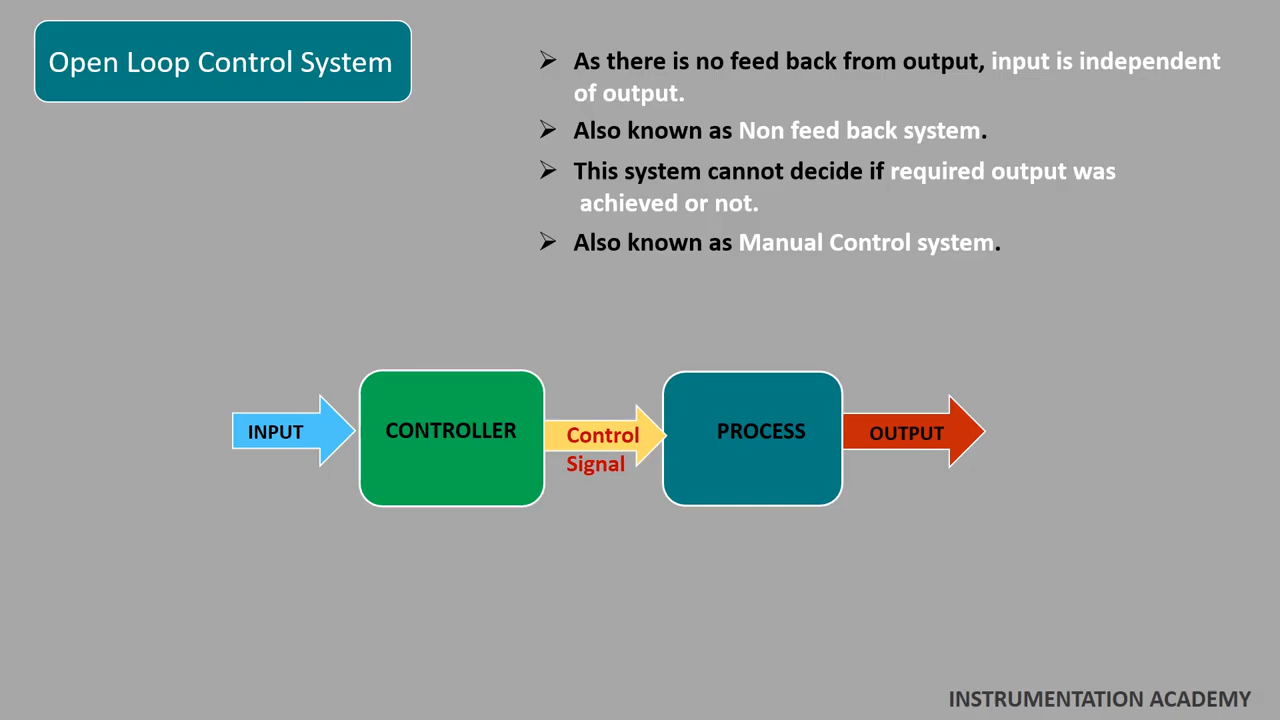 Open Loop Control System
➢ As there is no feed back from output, input is independent
of output.
➢ Also known as Non feed back system.
➢ This system cannot decide if required output was
achieved or not.
➢ Also known as Manual Control system.
INPUT
CONTROLLER
Control
Signal
PROCESS
OUTPUT
INSTRUMENTATION ACADEMY